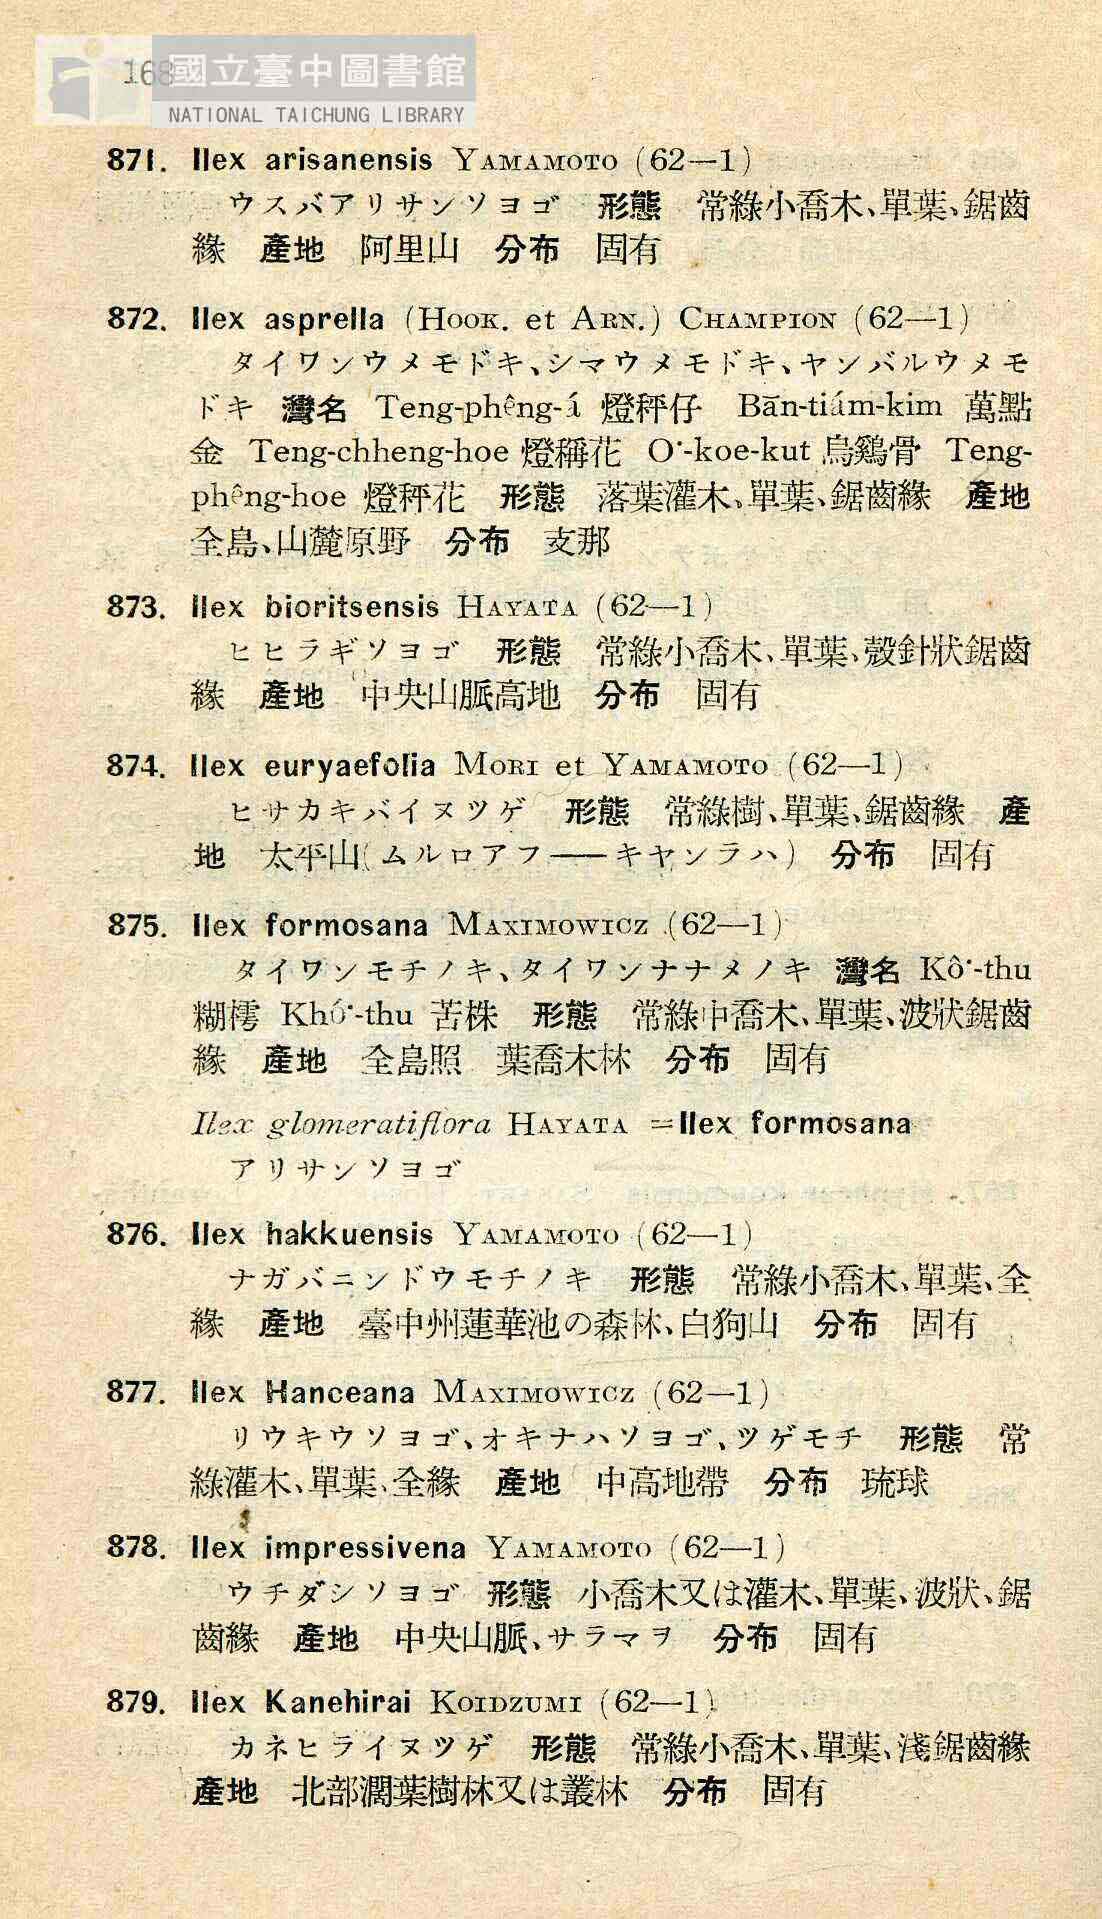 168
國立臺中圖書館
NATIONAL TAICHUNG LIBRARY
871. Ilex arisanensis YAMAMOTO (62—1)
ウスバアリサンソヨゴ 形態 常綠小喬木、單葉、鋸齒
緣 產地 阿里山 分布 固有
872. Ilex asprella (HOOK. et ARN.) CHAMPION (62—1)
タイワンウメモドキ、シマウメモドキ、ヤンバルウメモ
ドキ 灣名 Teng-phêng-á 燈秤仔 Bān-tiám-kim 萬點
金 Teng-chheng-hoe 燈稱花 O·-koe-kut 烏鷄骨 Teng-
phêng-hoe 燈秤花 形態 落葉灌木、單葉、鋸齒緣 產地
全島、山麓原野 分布 支那
873. Ilex bioritsensis HAYATA (62—1)
ヒヒラギソヨゴ 形態 常綠小喬木、單葉、殼針狀鋸齒
緣 產地 中央山脈高地 分布 固有
874. Ilex euryaefolia MORI et YAMAMOTO (62—1)
ヒサカキバイヌツゲ 形態 常綠樹、單葉、鋸齒緣 產
地 太平山(ムルロアフ——キヤンラハ) 分布 固有
875. Ilex formosana MAXIMOWICZ (62—1)
タイワンモチノキ、タイワンナナメノキ 灣名 Kô·-thu
糊樗 Khó·-thu 苦株 形態 常綠中喬木、單葉、波狀鋸齒
緣 產地 全島照 葉喬木林 分布 固有
Ilex glomeratiflora HAYATA =Ilex formosana
アリサンソヨゴ
876. Ilex hakkuensis YAMAMOTO (62—1)
ナガバニンドウモチノキ 形態 常綠小喬木、單葉、全
緣 產地 臺中州蓮華池の森林、白狗山 分布 固有
877. Ilex Hanceana MAXIMOWICZ (62—1)
リウキウソヨゴ、オキナハソヨゴ、ツゲモチ 形態 常
綠灌木、單葉、全緣 產地 中高地帶 分布 琉球
878. Ilex impressivena YAMAMOTO (62—1)
ウチダシソヨゴ 形態 小喬木又は灌木、單葉、波狀、鋸
齒緣 產地 中央山脈、サラマヲ 分布 固有
879. Ilex Kanehirai KOIDZUMI (62—1)
カネヒライヌツゲ 形態 常綠小喬木、單葉、淺鋸齒緣
產地 北部濶葉樹林又は叢林 分布 固有